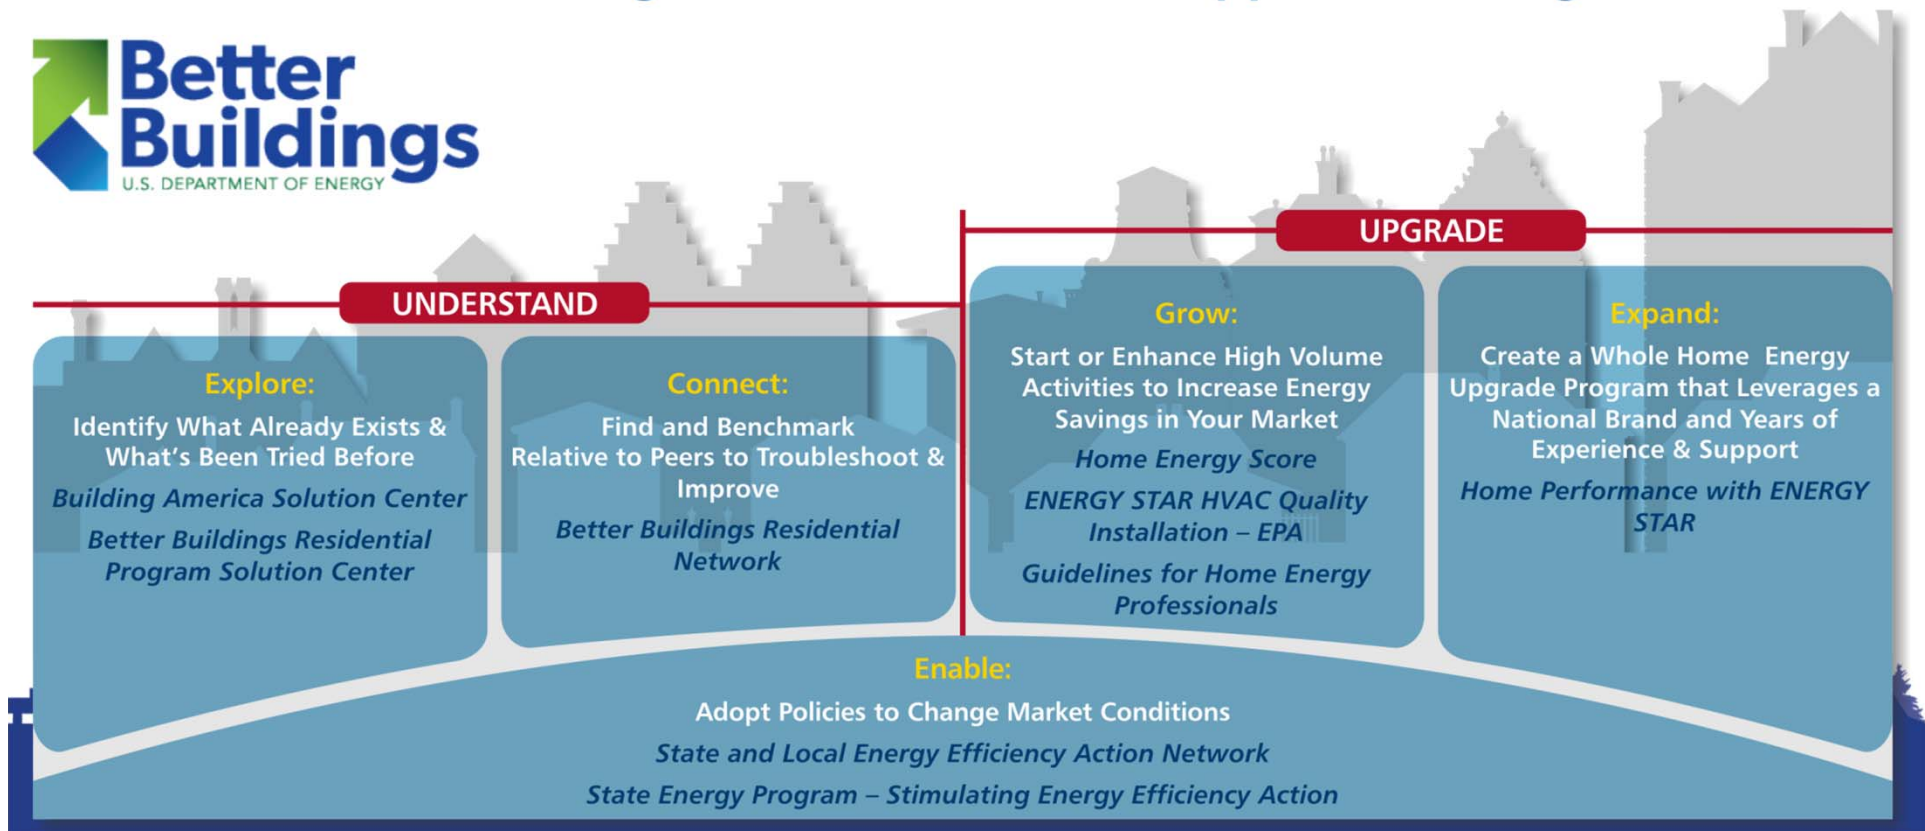 Better
Buildings
U.S. DEPARTMENT OF ENERGY
UNDERSTAND
UPGRADE
Explore:
Identify What Already Exists &
What's Been Tried Before
Building America Solution Center
Better Buildings Residential
Program Solution Center
Connect:
Find and Benchmark
Relative to Peers to Troubleshoot &
Improve
Better Buildings Residential
Network
Grow:
Start or Enhance High Volume
Activities to Increase Energy
Savings in Your Market
Home Energy Score
ENERGY STAR HVAC Quality
Installation – EPA
Guidelines for Home Energy
Professionals
Expand:
Create a Whole Home Energy
Upgrade Program that Leverages a
National Brand and Years of
Experience & Support
Home Performance with ENERGY
STAR
Enable:
Adopt Policies to Change Market Conditions
State and Local Energy Efficiency Action Network
State Energy Program – Stimulating Energy Efficiency Action